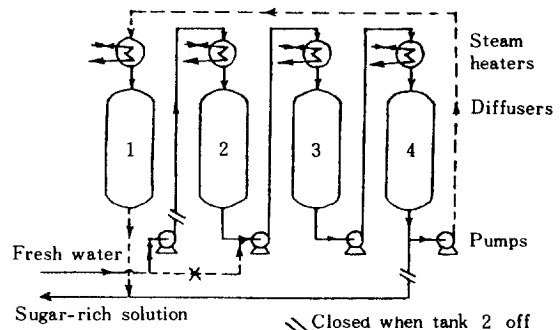 Steam
heaters
Diffusers
1
2
3
4
Pumps
Fresh water
Sugar-rich solution
Closed when tank 2 off